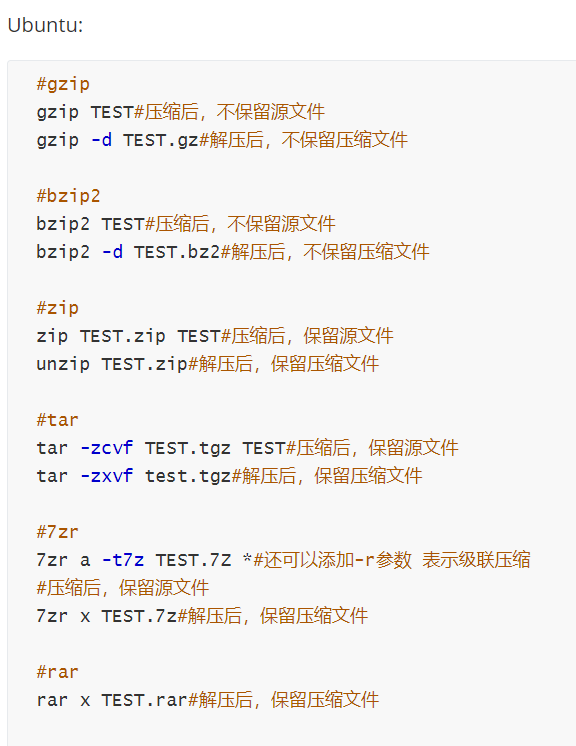 Ubuntu:
#gzip
gzip TEST#压缩后，不保留源文件
gzip -d TEST.gz#解压后，不保留压缩文件
#bzip2
bzip2 TEST#压缩后，不保留源文件
bzip2 -d TEST.bz2#解压后，不保留压缩文件
#zip
zip TEST.zip TEST#压缩后，保留源文件
unzip TEST.zip#解压后，保留压缩文件
#tar
tar -zcvf TEST.tgz TEST#压缩后，保留源文件
tar -zxvf test.tgz#解压后，保留压缩文件
#7zr
7zr a -t7z TEST.7Z *#还可以添加-r参数 表示级联压缩
#压缩后，保留源文件
7zr x TEST.7z#解压后，保留压缩文件
#rar
rar x TEST.rar#解压后，保留压缩文件